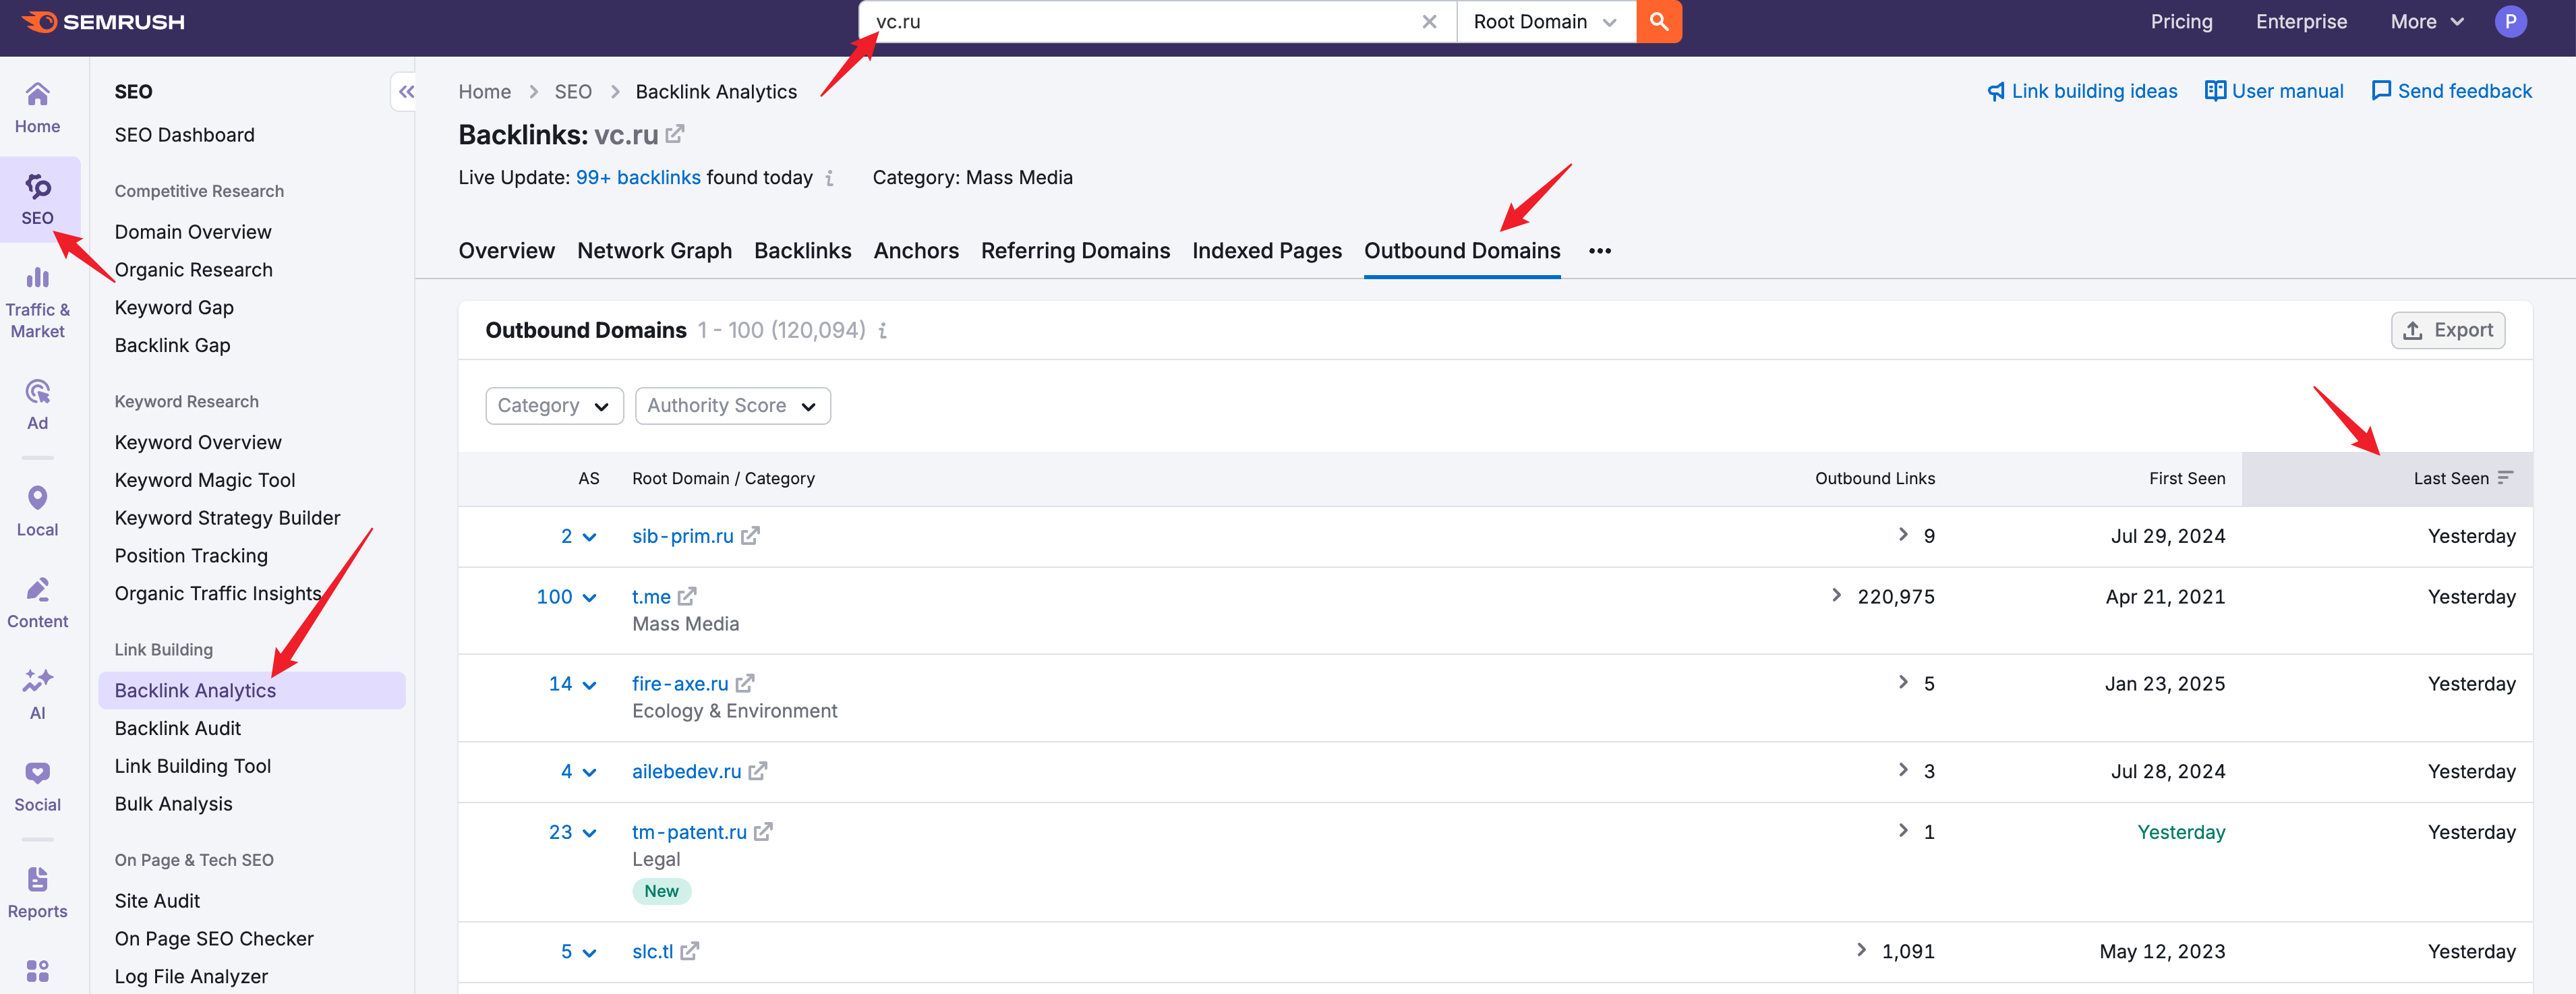 SEMRUSH
vc.ru
Root Domain
Pricing
Enterprise
More
P
Home
SEO
Traffic &
Market
Ad
Local
Content
AI
Social
Reports
SEO
SEO Dashboard
Competitive Research
Domain Overview
Organic Research
Keyword Gap
Backlink Gap
Keyword Research
Keyword Overview
Keyword Magic Tool
Keyword Strategy Builder
Position Tracking
Organic Traffic Insights
Link Building
Backlink Analytics
Backlink Audit
Link Building Tool
Bulk Analysis
On Page & Tech SEO
Site Audit
On Page SEO Checker
Log File Analyzer
Home > SEO > Backlink Analytics
Link building ideas
User manual
Send feedback
Backlinks: vc.ru
Live Update: 99+ backlinks found today i Category: Mass Media
Overview Network Graph Backlinks Anchors Referring Domains Indexed Pages Outbound Domains •••
Outbound Domains 1 - 100 (120,094) i
Export
Category
Authority Score
AS Root Domain / Category Outbound Links First Seen Last Seen
2 sib-prim.ru 9 Jul 29, 2024 Yesterday
100 t.me 220,975 Apr 21, 2021 Yesterday
Mass Media
14 fire-axe.ru 5 Jan 23, 2025 Yesterday
Ecology & Environment
4 ailebedev.ru 3 Jul 28, 2024 Yesterday
23 tm-patent.ru 1 Yesterday Yesterday
Legal
New
5 slc.tl 1,091 May 12, 2023 Yesterday